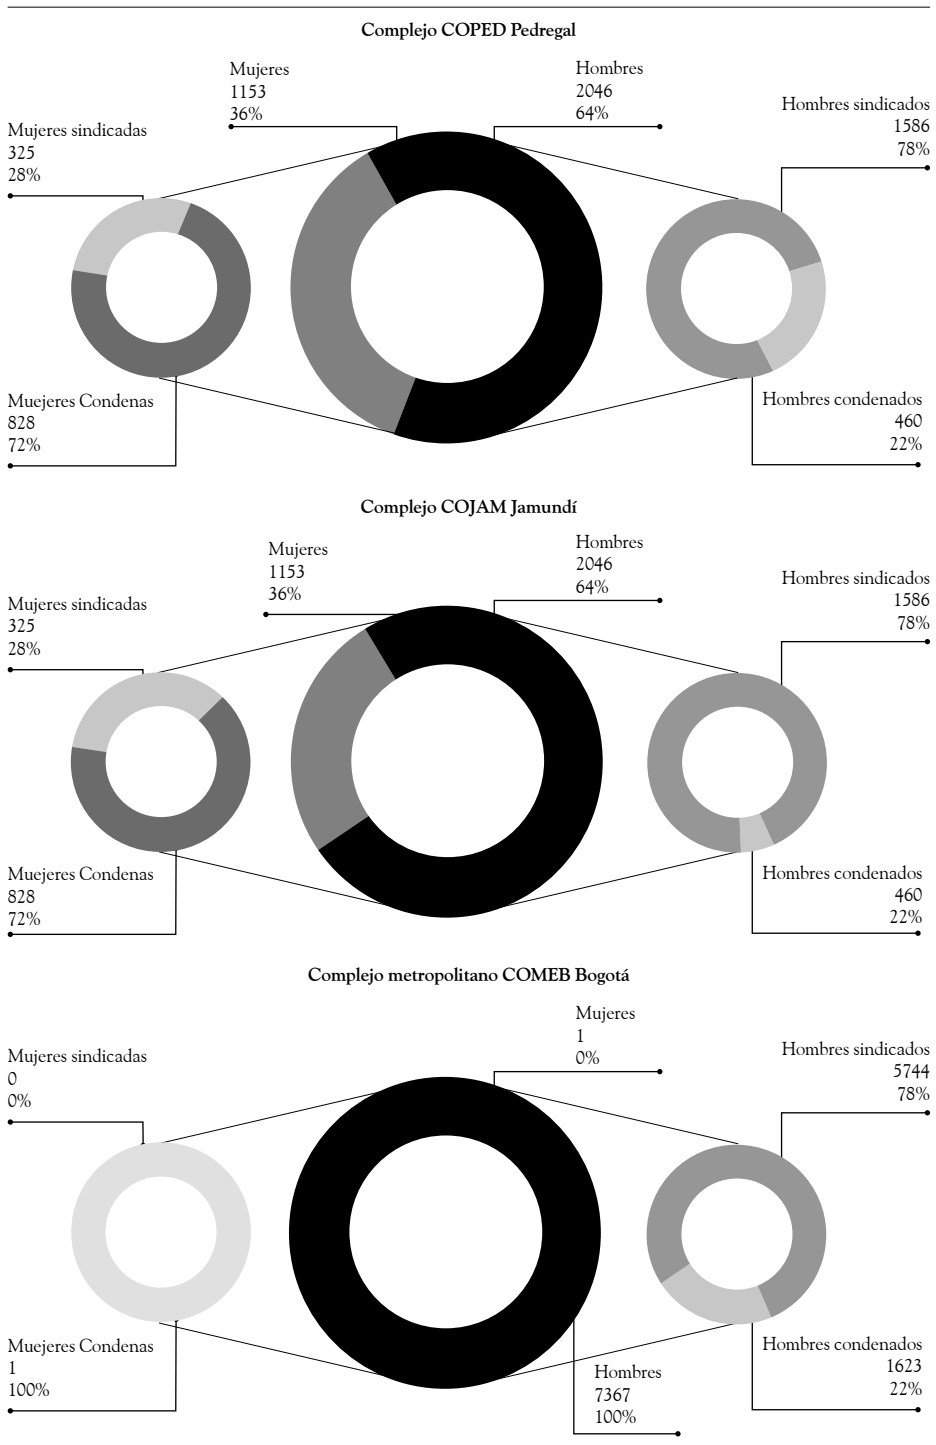 Complejo COPED Pedregal
Mujeres
1153
36%
Hombres
2046
64%
Hombres sindicados
1586
78%
Mujeres sindicadas
325
28%
Muejeres Condenas
828
72%
Hombres condenados
460
22%
Complejo COJAM Jamundí
Mujeres
1153
36%
Hombres
2046
64%
Hombres sindicados
1586
78%
Mujeres sindicadas
325
28%
Muejeres Condenas
828
72%
Hombres condenados
460
22%
Complejo metropolitano COMEB Bogotá
Mujeres
1
0%
Mujeres sindicadas
0
0%
Hombres sindicados
5744
78%
Muejeres Condenas
1
100%
Hombres
7367
100%
Hombres condenados
1623
22%